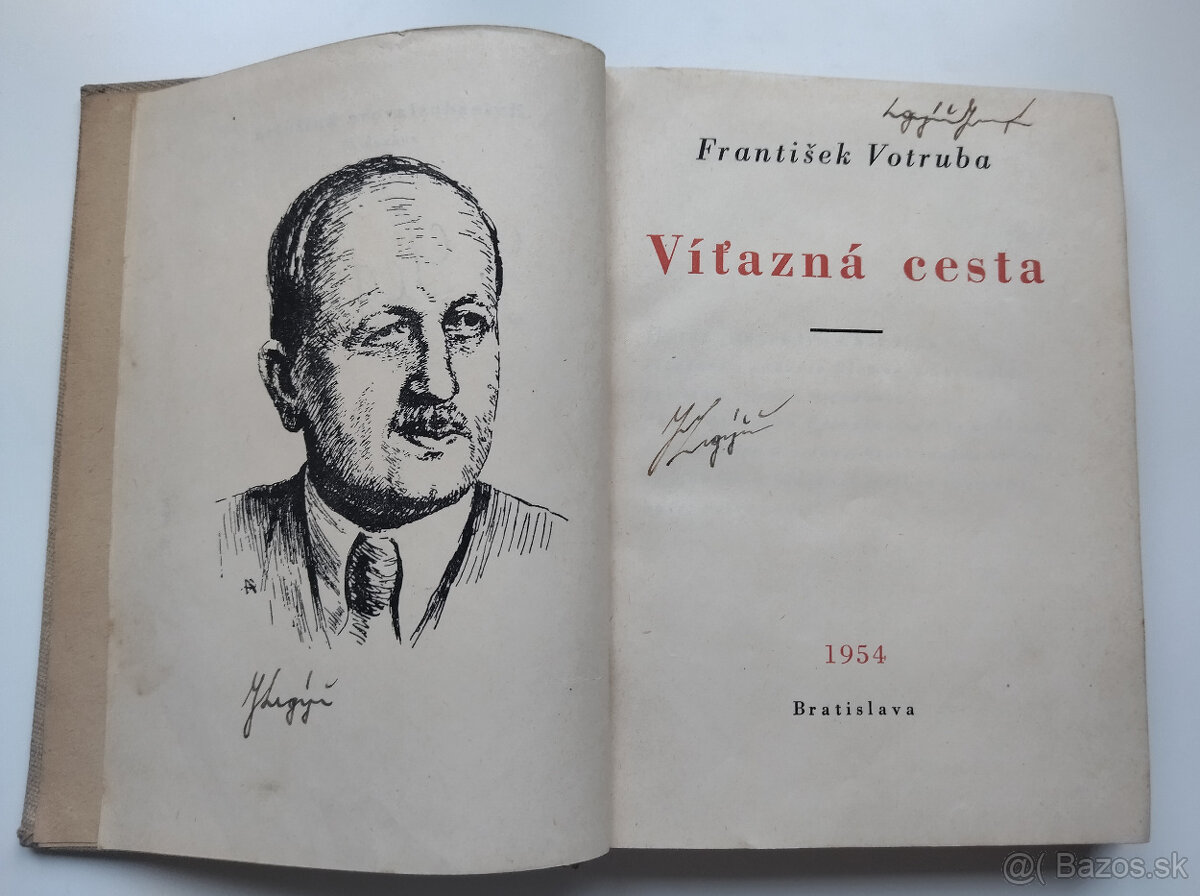 František Votruba
Víťazná cesta
1954
Bratislava
@( Bazos.sk